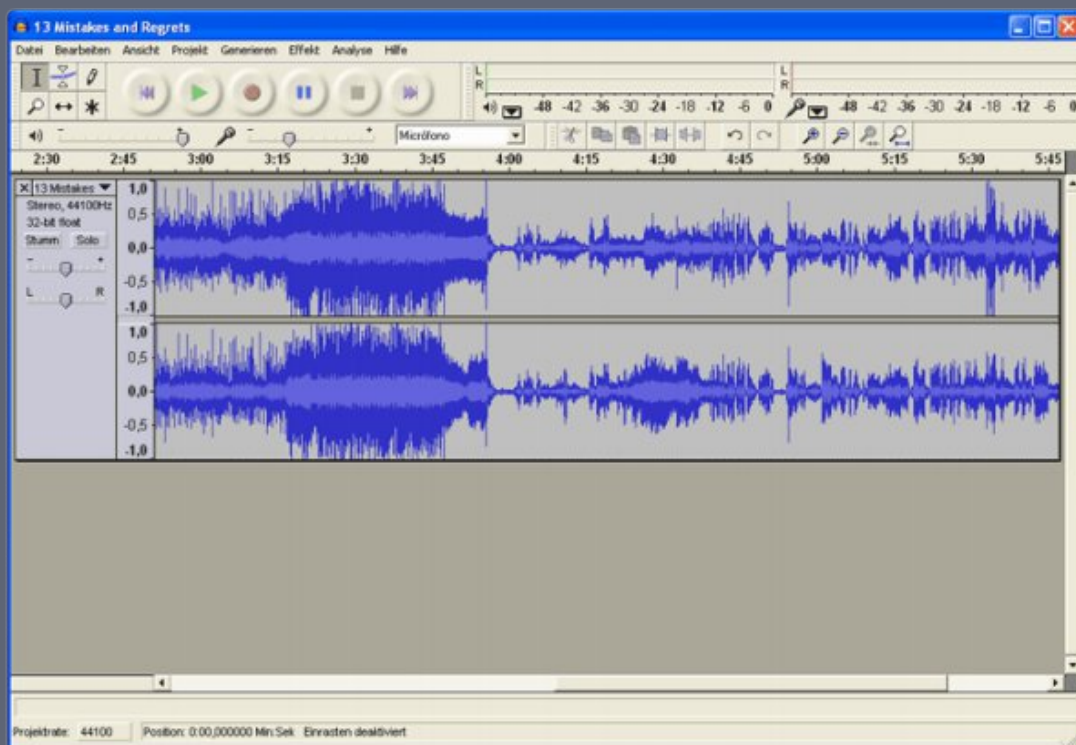 13 Mistakes and Regrets
Datei Bearbeiten Ansicht Projekt Generieren Effekt Analyse Hilfe
L
R
-48 -42 -36 -30 -24 -18 -12 -6 0
L
R
-48 -42 -36 -30 -24 -18 -12 -6 0
- + - + Micrófono
2:30 2:45 3:00 3:15 3:30 3:45 4:00 4:15 4:30 4:45 5:00 5:15 5:30 5:45
X 13 Mistakes
Stereo, 44100Hz
32-bit float
Stumm Solo
- +
L R
1,0
0,5
0,0
-0,5
-1,0
1,0
0,5
0,0
-0,5
-1,0
Projektrate: 44100 Position: 0:00,000000 Min:Sek Einrasten deaktiviert